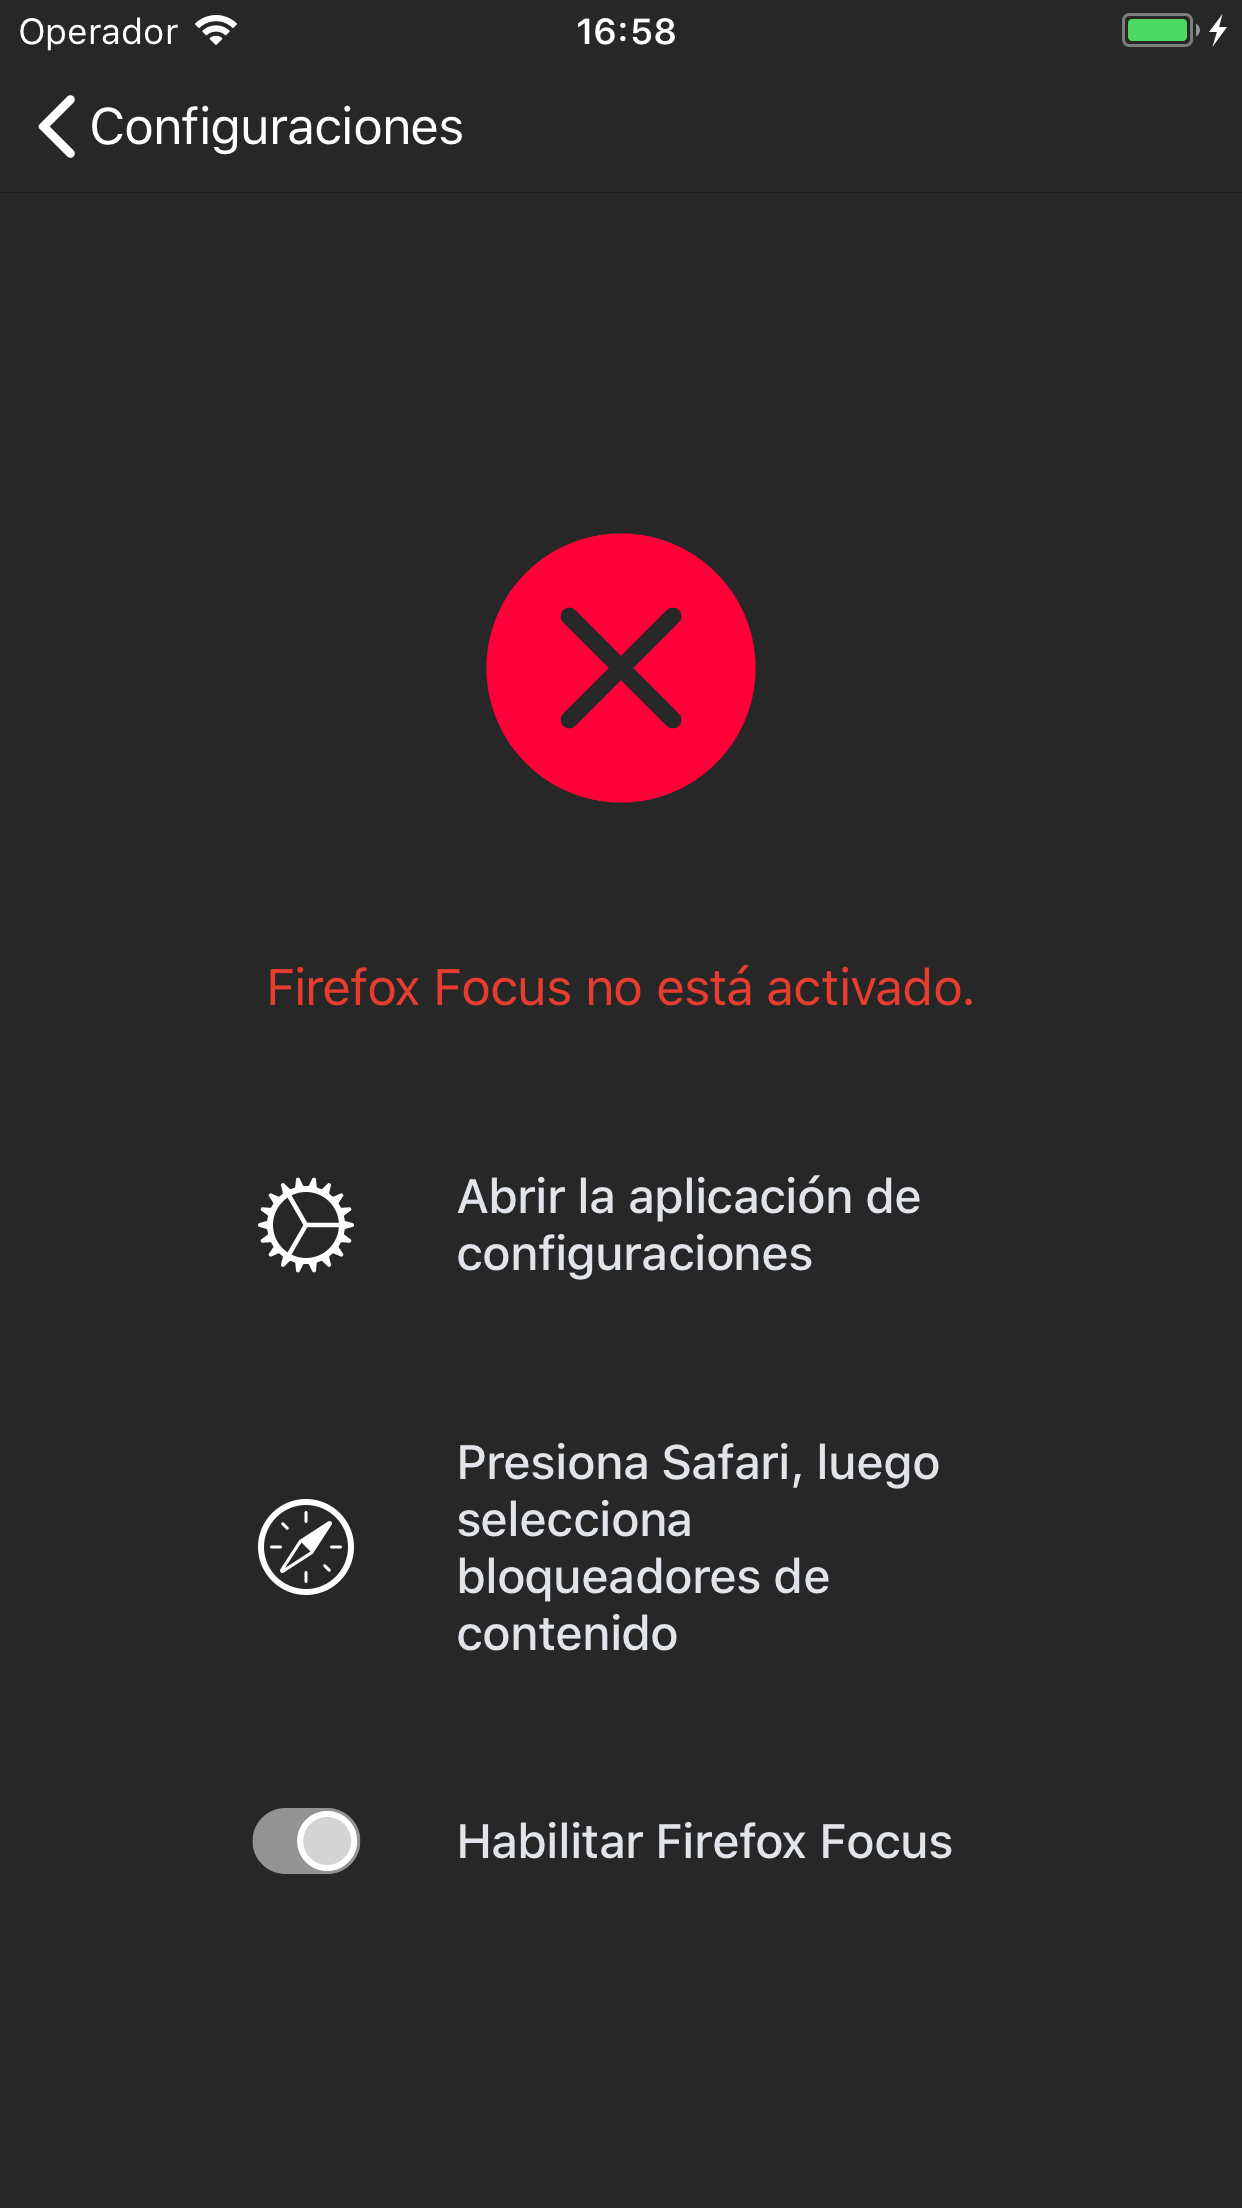 Operador
16:58
Configuraciones
Firefox Focus no está activado.
Abrir la aplicación de
configuraciones
Presiona Safari, luego
selecciona
bloqueadores de
contenido
Habilitar Firefox Focus